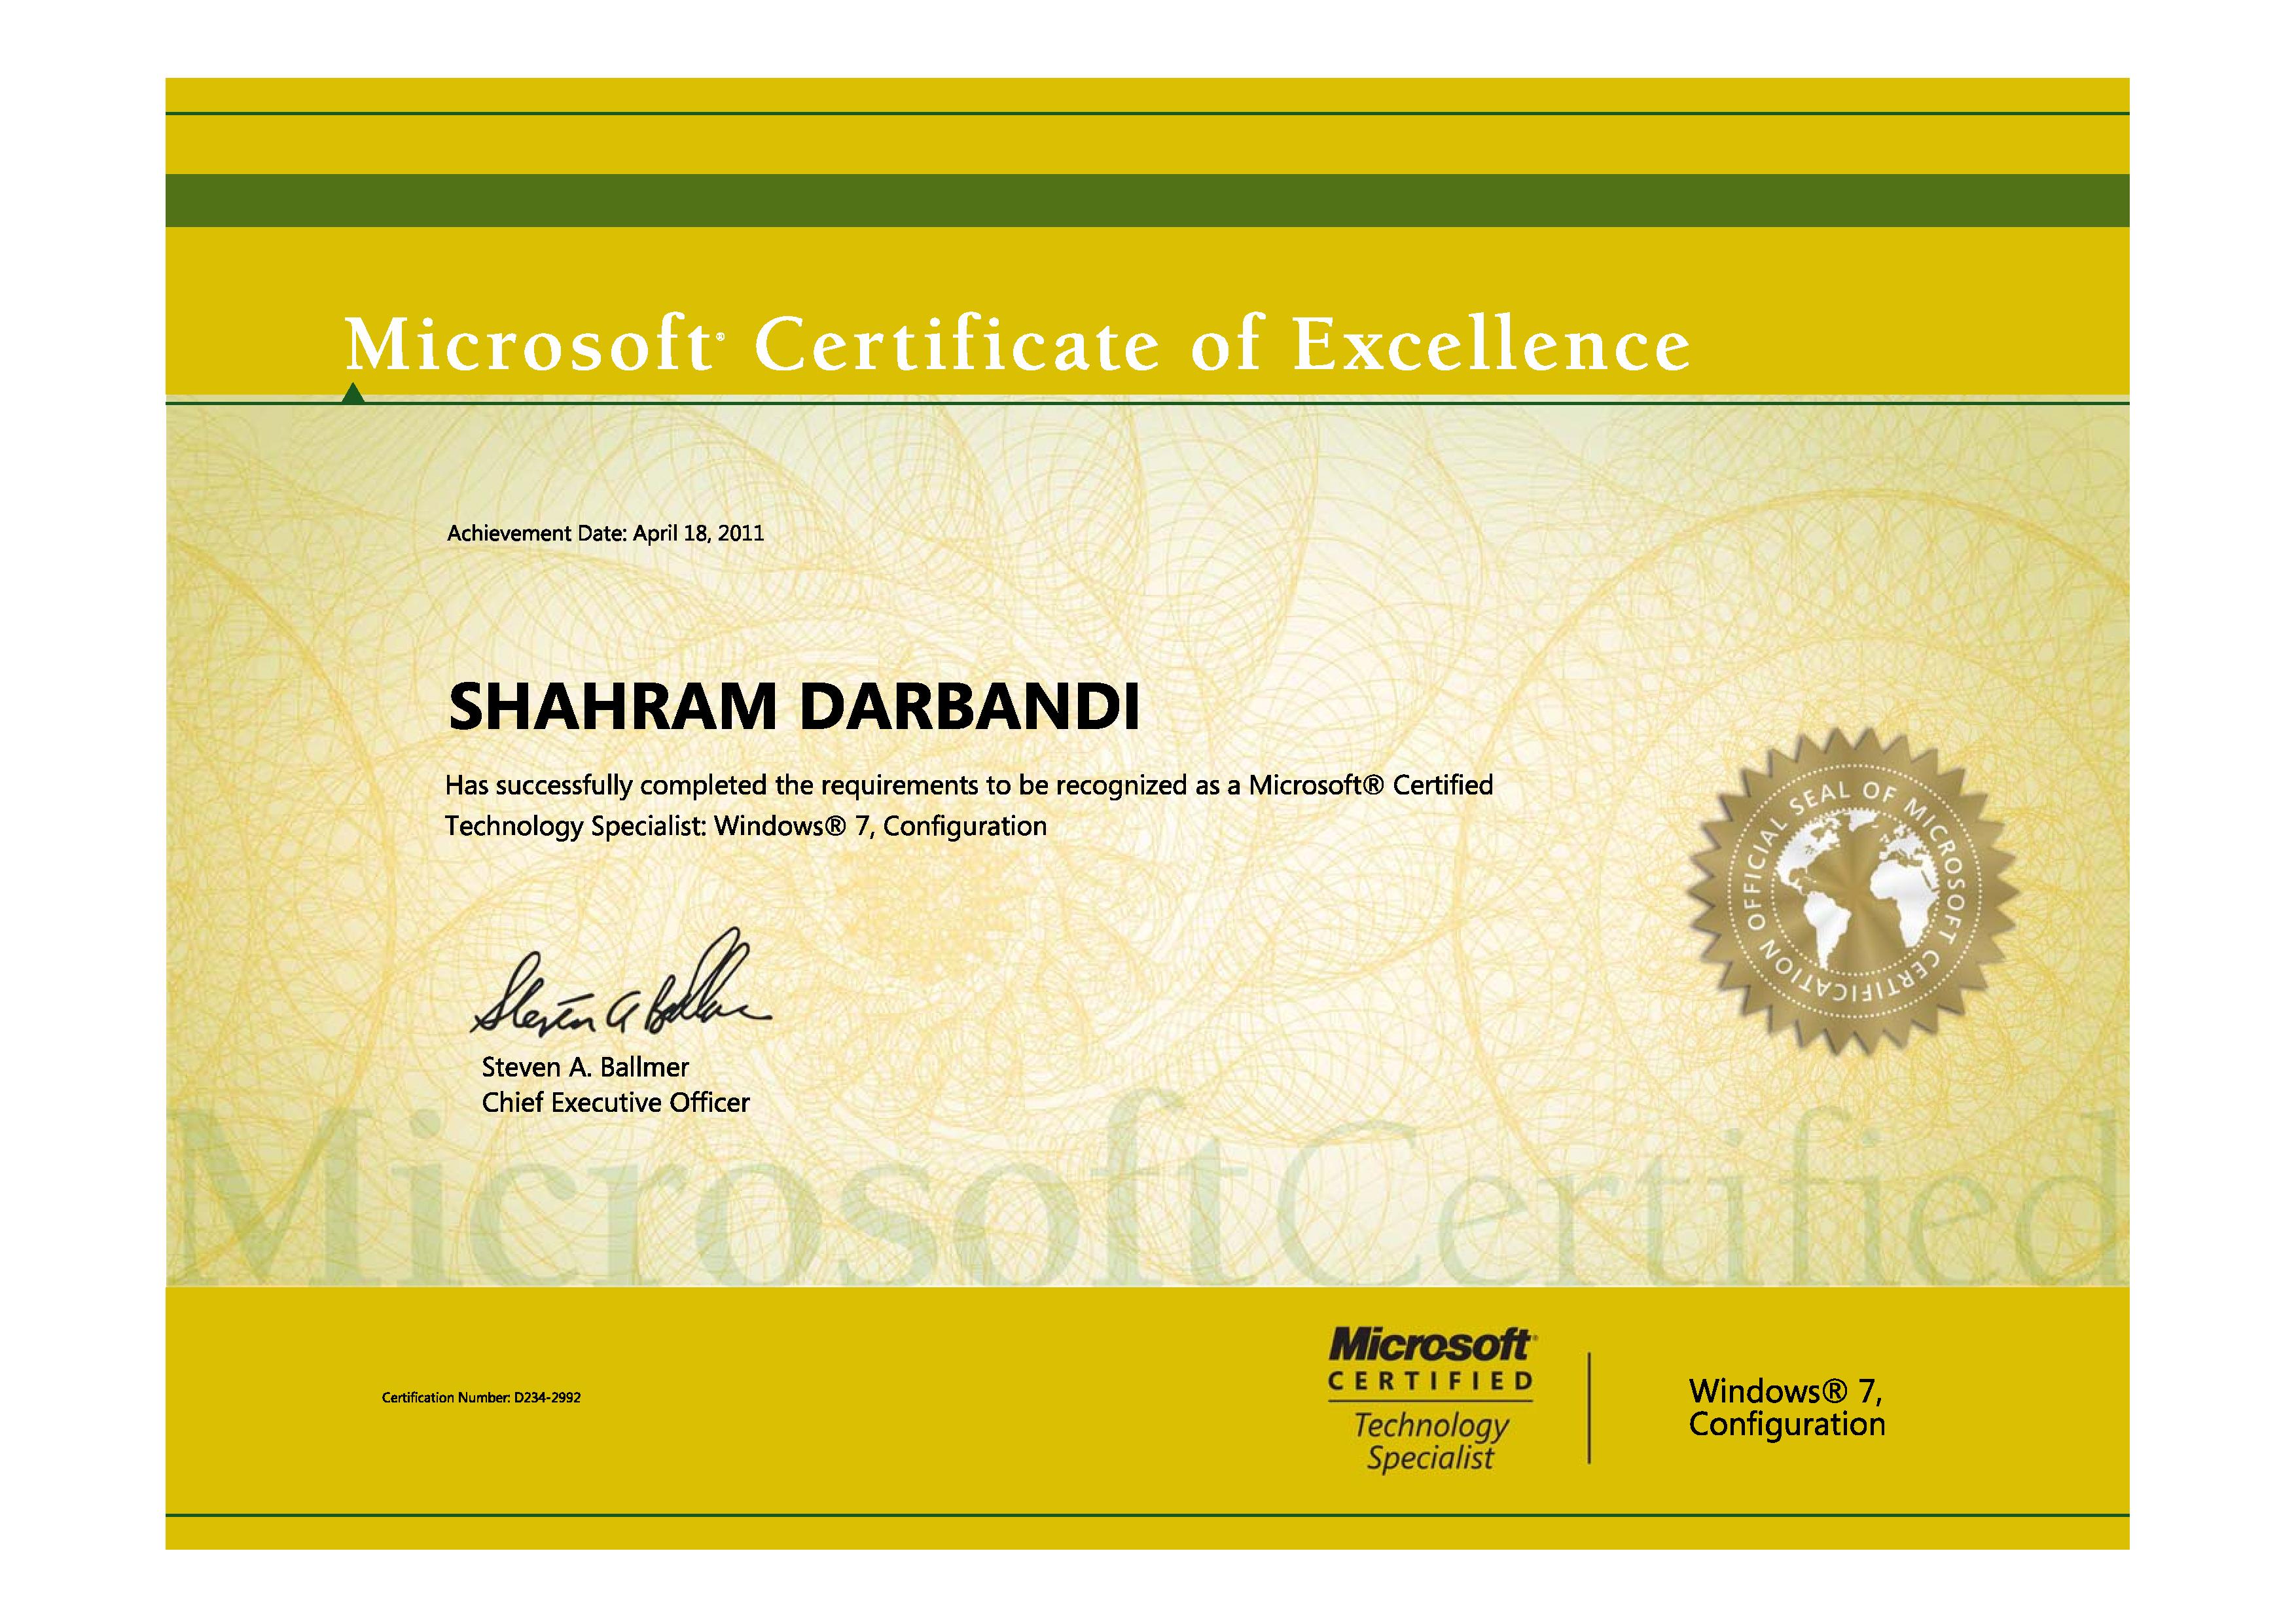 Microsoft® Certificate of Excellence
Achievement Date: April 18, 2011
SHAHRAM DARBANDI
Has successfully completed the requirements to be recognized as a Microsoft® Certified
Technology Specialist: Windows® 7, Configuration
OFFICIAL SEAL OF MICROSOFT CERTIFICATION
Steven A Ballmer
Steven A. Ballmer
Chief Executive Officer
MicrosoftCertified
Certification Number: D234-2992
Microsoft®
CERTIFIED
Technology
Specialist
Windows® 7,
Configuration